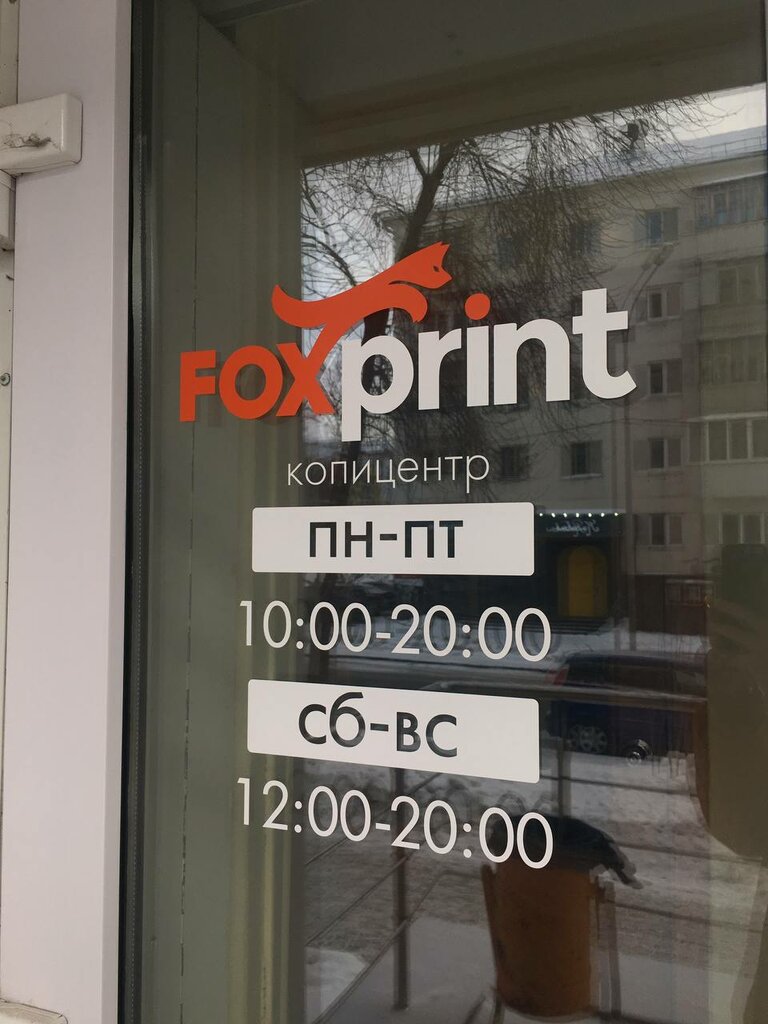 FOXprint
копицентр
пн-пт
10:00-20:00
сб-вс
12:00-20:00